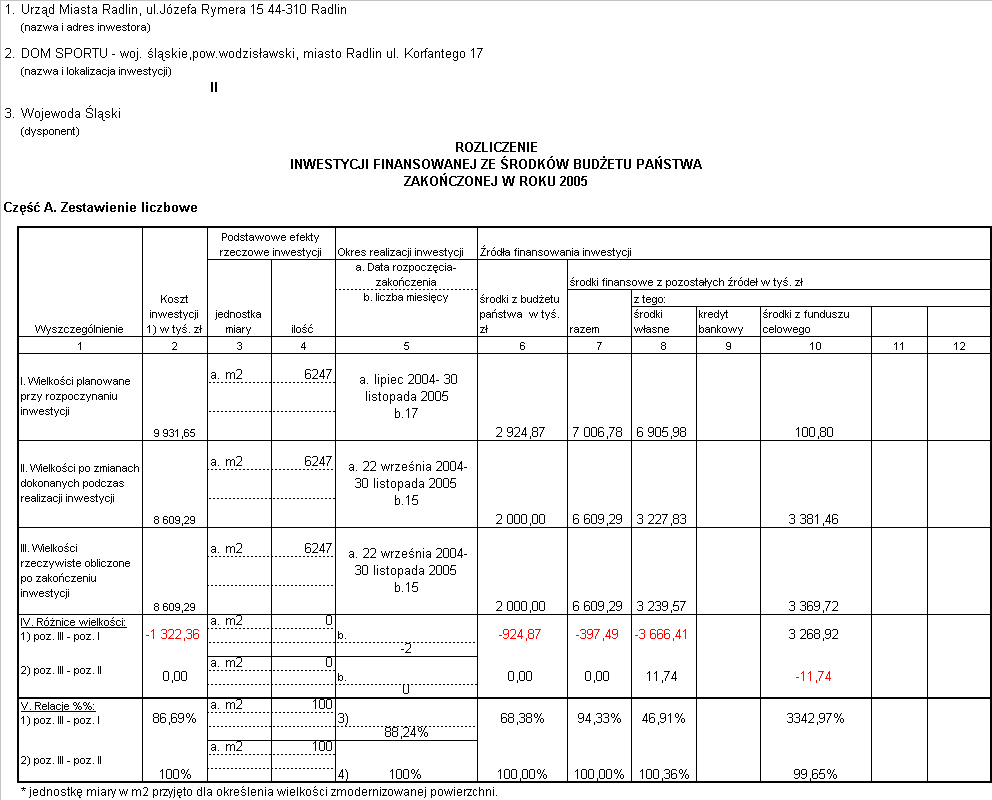 1. Urząd Miasta Radlin, ul.Józefa Rymera 15 44-310 Radlin
(nazwa i adres inwestora)
2. DOM SPORTU - woj. śląskie,pow.wodzisławski, miasto Radlin ul. Korfantego 17
(nazwa i lokalizacja inwestycji)
II
3. Wojewoda Śląski
(dysponent)
ROZLICZENIE
INWESTYCJI FINANSOWANEJ ZE ŚRODKÓW BUDŻETU PAŃSTWA
ZAKOŃCZONEJ W ROKU 2005
Część A. Zestawienie liczbowe
Wyszczególnienie
Koszt
inwestycji
1) w tyś. zł
Podstawowe efekty
rzeczowe inwestycji
jednostka
miary
ilość
Okres realizacji inwestycji
a. Data rozpoczęcia-
zakończenia
b. liczba miesięcy
Źródła finansowania inwestycji
środki z budżetu
państwa w tyś.
zł
środki finansowe z pozostałych źródeł w tyś. zł
razem
z tego:
środki
własne
kredyt
bankowy
środki z funduszu
celowego
1 2 3 4 5 6 7 8 9 10 11 12
I. Wielkości planowane
przy rozpoczynaniu
inwestycji
9 931,65
a. m2 6247
a. lipiec 2004- 30
listopada 2005
b.17
2 924,87 7 006,78 6 905,98 100,80
II. Wielkości po zmianach
dokonanych podczas
realizacji inwestycji
8 609,29
a. m2 6247
a. 22 września 2004-
30 listopada 2005
b.15
2 000,00 6 609,29 3 227,83 3 381,46
III. Wielkości
rzeczywiste obliczone
po zakończeniu
inwestycji
8 609,29
a. m2 6247
a. 22 września 2004-
30 listopada 2005
b.15
2 000,00 6 609,29 3 239,57 3 369,72
IV. Różnice wielkości:
1) poz. III - poz. I
-1 322,36
a. m2 0
b.
-2
-924,87 -397,49 -3 666,41 3 268,92
2) poz. III - poz. II
0,00
a. m2 0
b.
0
0,00 0,00 11,74 -11,74
V. Relacje %%:
1) poz. III - poz. I
86,69%
a. m2 100
3)
88,24%
68,38% 94,33% 46,91% 3342,97%
2) poz. III - poz. II
100%
a. m2 100
4) 100%
100,00% 100,00% 100,36% 99,65%
* jednostkę miary w m2 przyjęto dla określenia wielkości zmodernizowanej powierzchni.